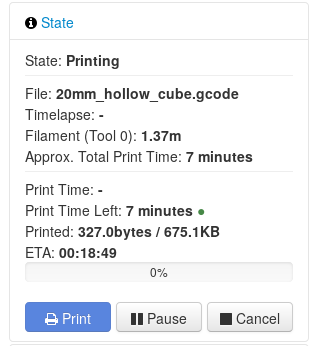 State
State: Printing
File: 20mm_hollow_cube.gcode
Timelapse: -
Filament (Tool 0): 1.37m
Approx. Total Print Time: 7 minutes
Print Time: -
Print Time Left: 7 minutes
Printed: 327.0bytes / 675.1KB
ETA: 00:18:49
0%
Print Pause Cancel